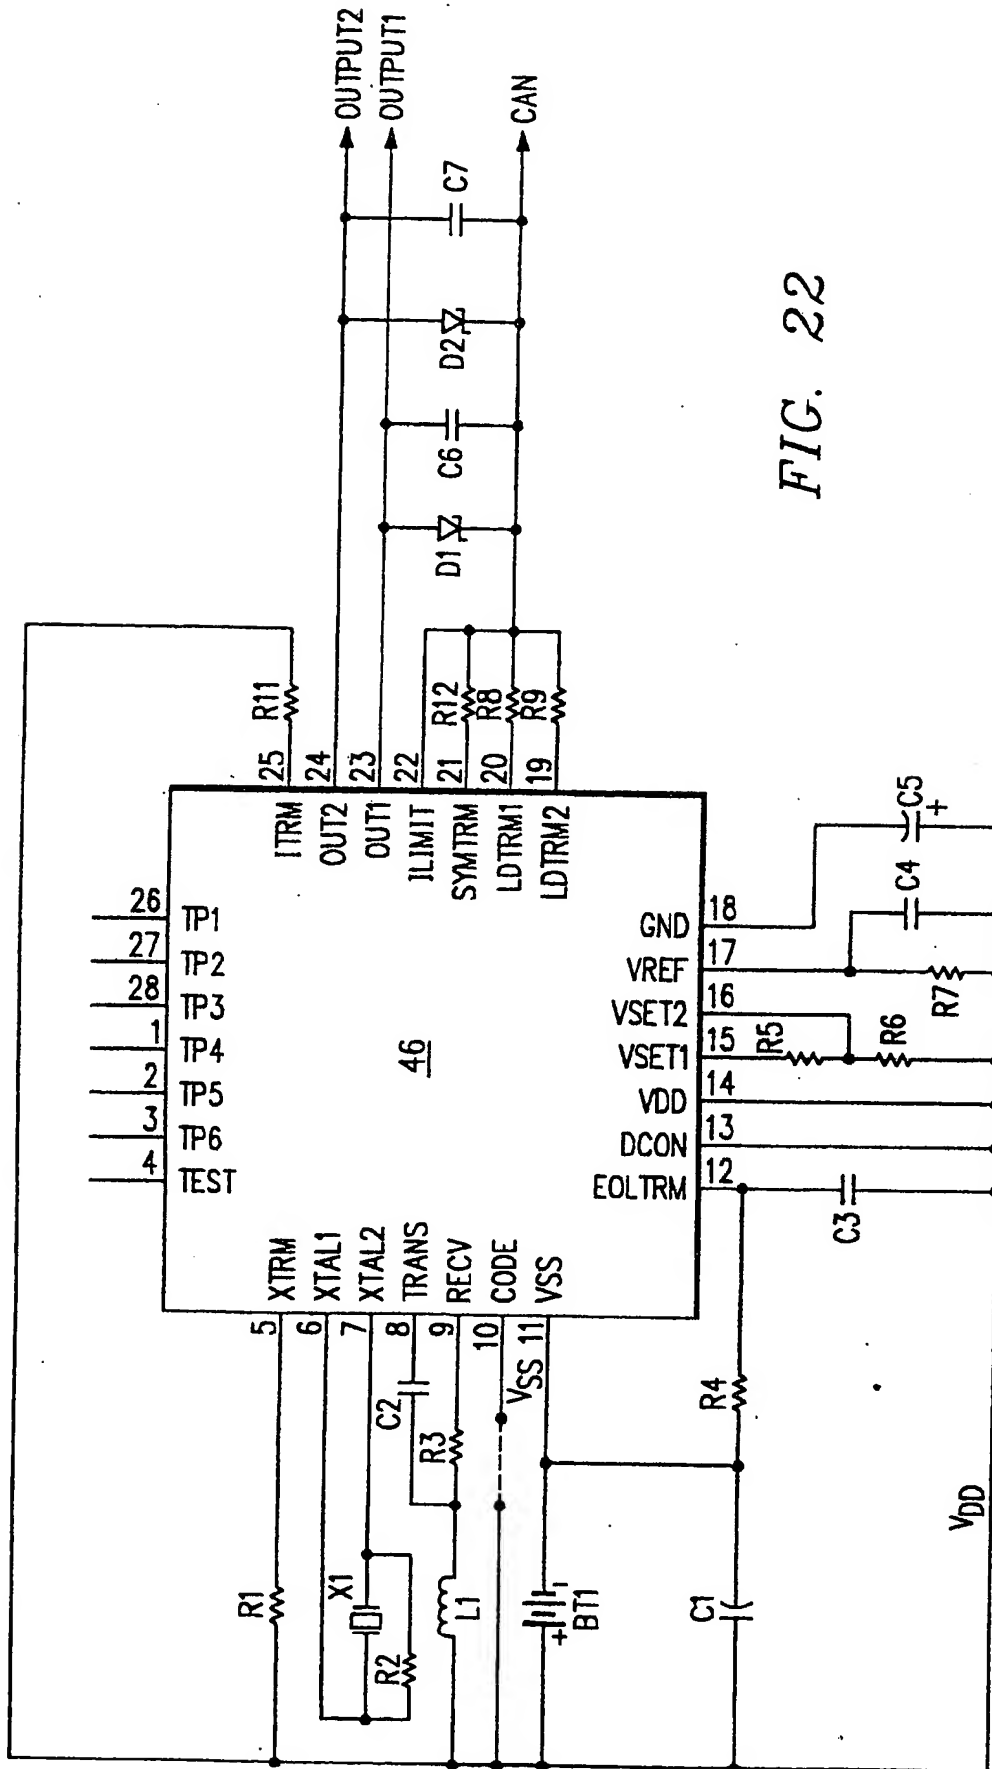 OUTPUT2
OUTPUT1
CAN
C7
D2
C6
D1
FIG. 22
R11
R12
R8
R9
25
24
23
22
21
20
19
ITRM
OUT2
OUT1
ILIMIT
SYMTRM
LDTRM1
LDTRM2
26 TP1
27 TP2
28 TP3
1 TP4
2 TP5
3 TP6
4 TEST
46
GND 18
VREF 17
VSET2 16
VSET1 15
VDD 14
DCON 13
EOLTRM 12
C5
+
C4
R7
R5
R6
C3
XTRM
XTAL1
XTAL2
TRANS
RECV
CODE
VSS
5
6
7
8
9
10
11
VSS
R1
X1
R2
C2
R3
L1
+
-
BT1
R4
C1
VDD